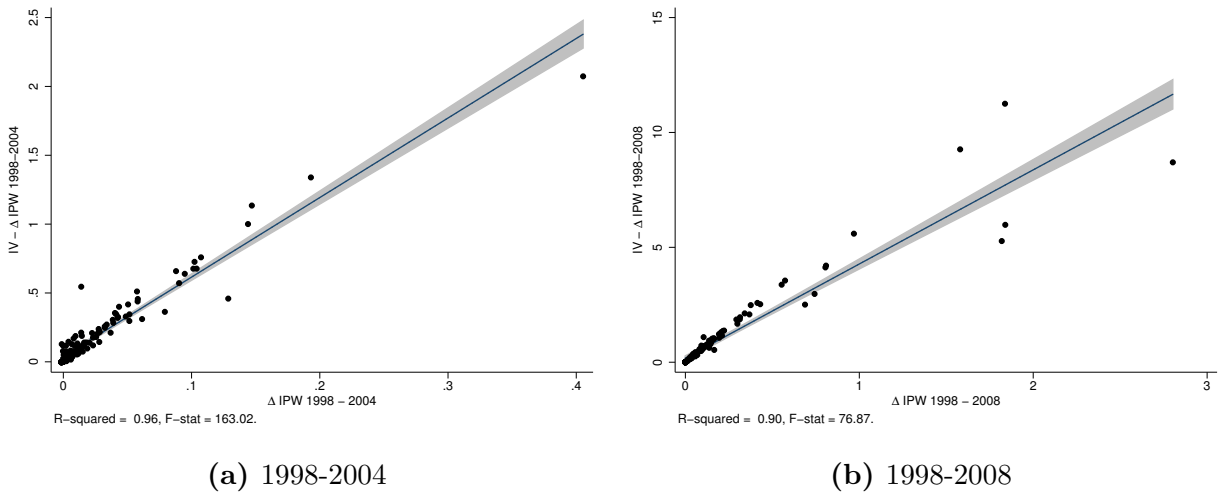 IV − Δ IPW 1998−2004
2.5
2
1.5
1
.5
0
0 .1 .2 .3 .4
Δ IPW 1998 − 2004
R−squared = 0.96, F−stat = 163.02.
(a) 1998-2004
IV − Δ IPW 1998−2008
15
10
5
0
0 1 2 3
Δ IPW 1998 − 2008
R−squared = 0.90, F−stat = 76.87.
(b) 1998-2008